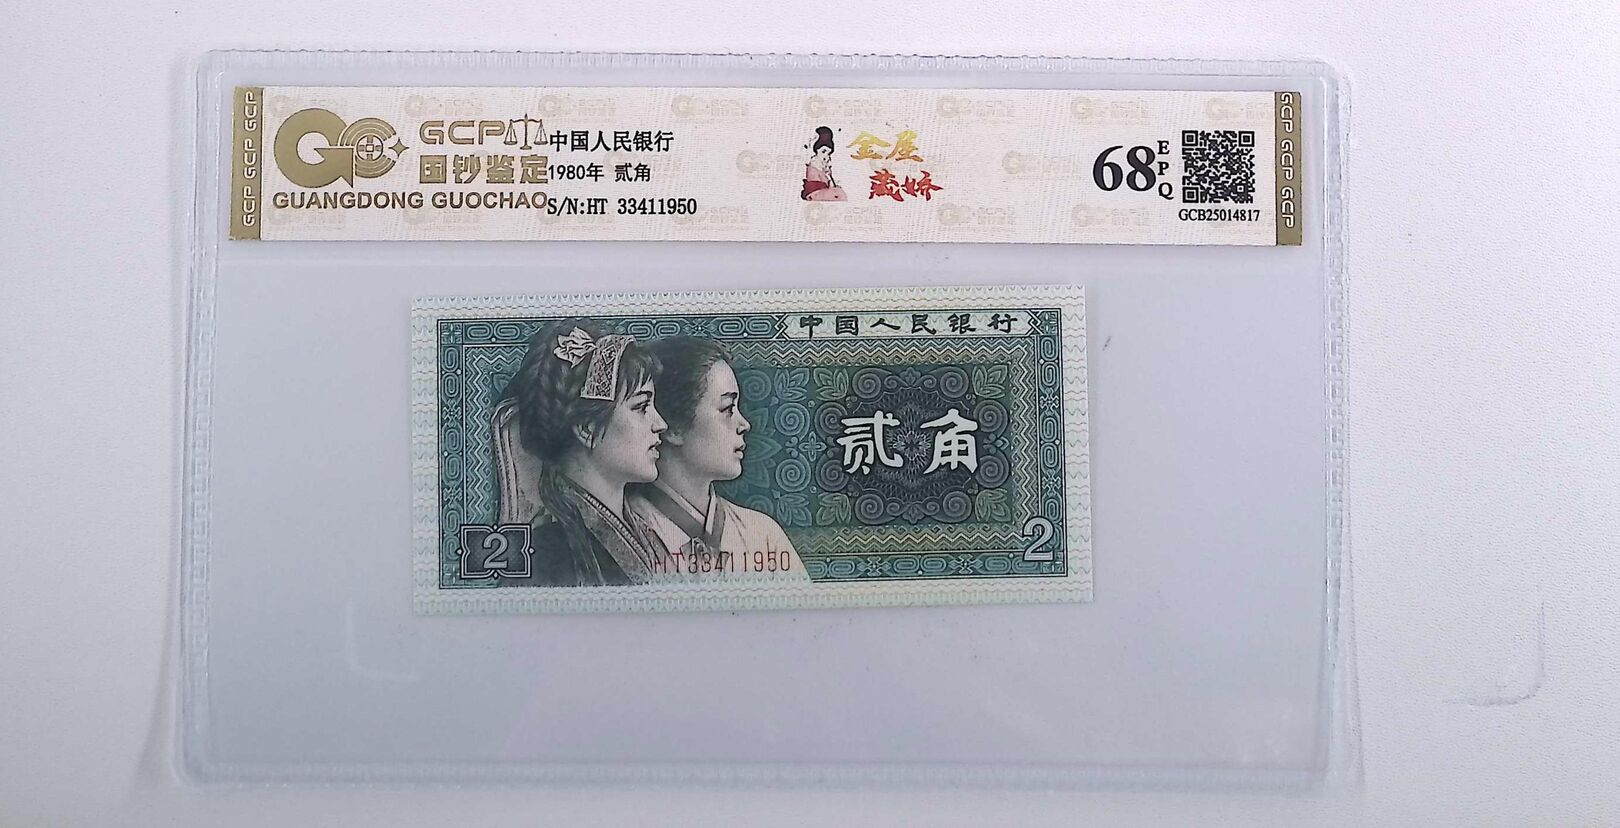 GCP GCP GCP
GCP
国钞鉴定
GUANGDONG GUOCHAO
中国人民银行
1980年 贰角
S/N:HT 33411950
金屋
藏娇
68
EPQ
GCB25014817
GCP GCP GCP
中国人民银行
贰角
2
2
HT33411950